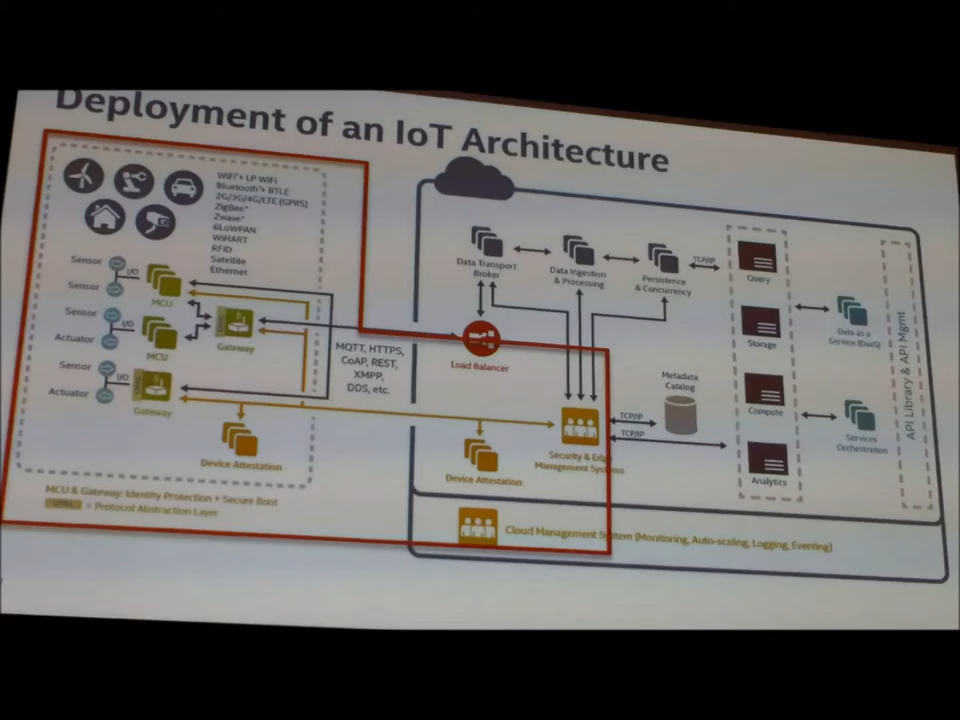 Deployment of an IoT Architecture
WiFi*+ LP WiFi
Bluetooth*+ BTLE
2G/3G/4G/LTE (GPRS)
ZigBee*
Zwave*
6LoWPAN
WiHART
RFID
Satellite
Ethernet
Sensor
I/O
Sensor
MCU
Sensor
I/O
Actuator
MCU
Gateway
Sensor
I/O
Actuator
Gateway
Device Attestation
MCU & Gateway: Identity Protection + Secure Boot
= Protocol Abstraction Layer
MQTT, HTTPS,
CoAP, REST,
XMPP,
DDS, etc.
Data Transport
Broker
Data Ingestion
& Processing
Persistence
& Concurrency
TCP/IP
Load Balancer
Metadata
Catalog
TCP/IP
TCP/IP
Security & Edge
Management Systems
Device Attestation
Query
Storage
Compute
Analytics
Data as a
Service (DaaS)
Services
Orchestration
API Library & API Mgmt
Cloud Management System (Monitoring, Auto-scaling, Logging, Eventing)